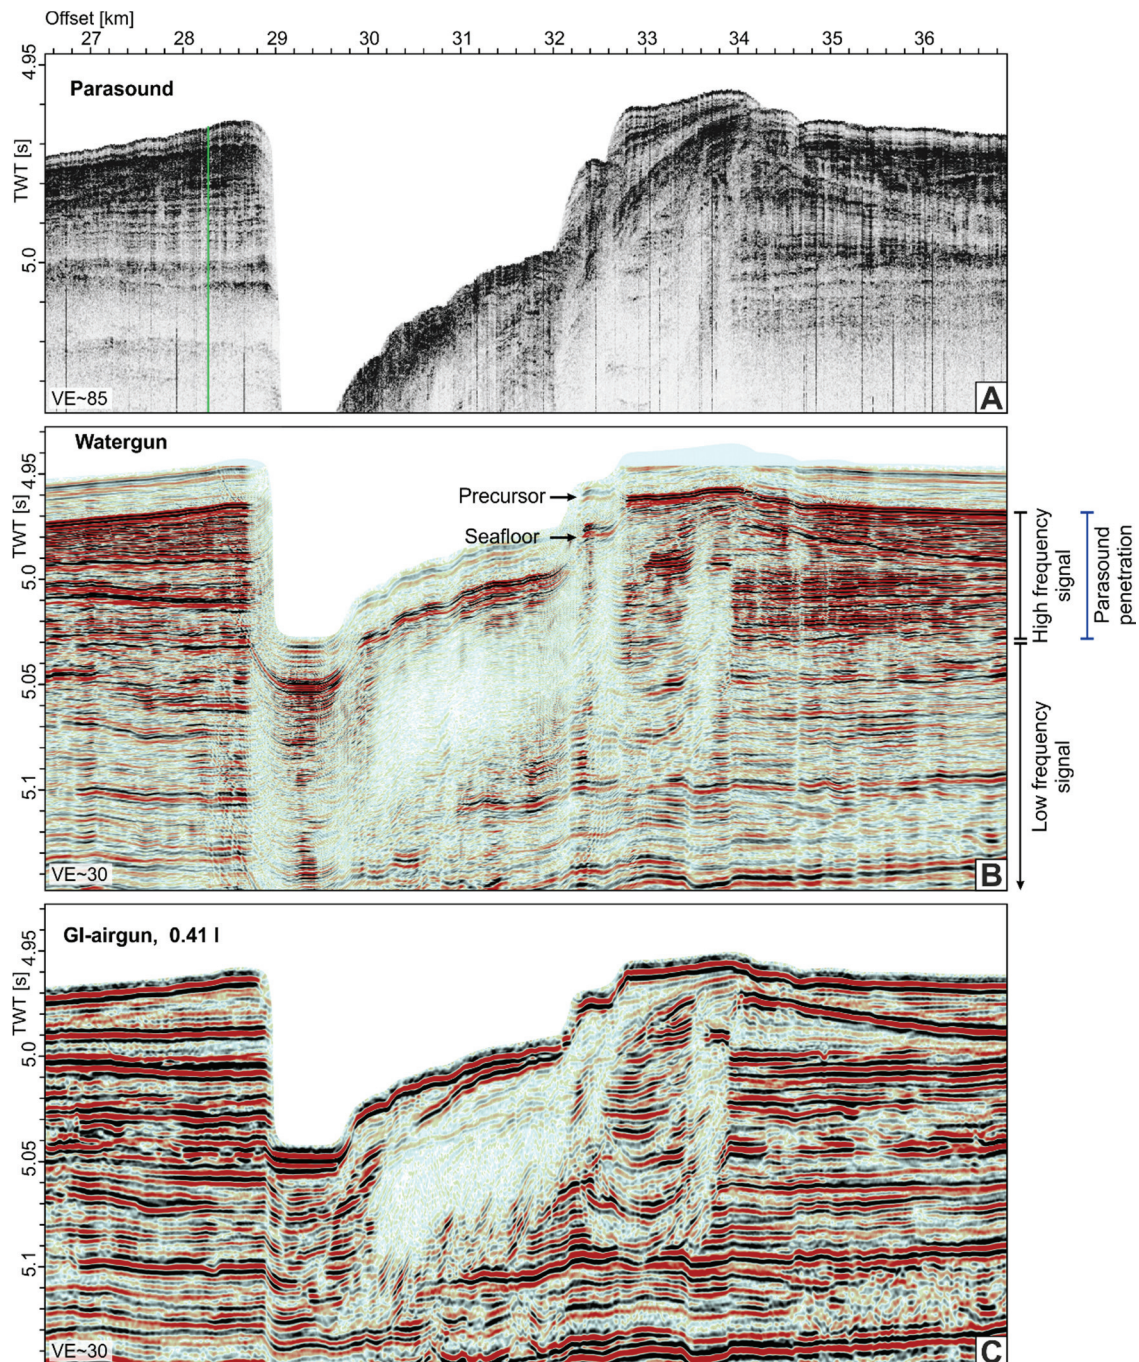 Offset [km]
27 28 29 30 31 32 33 34 35 36
4.95
Parasound
TWT [s]
5.0
VE~85
A
Watergun
4.95
TWT [s]
Precursor
Seafloor
5.0
5.05
5.1
High frequency
signal
Parasound
penetration
Low frequency
signal
VE~30
B
GI-airgun, 0.41 l
4.95
TWT [s]
5.0
5.05
5.1
VE~30
C